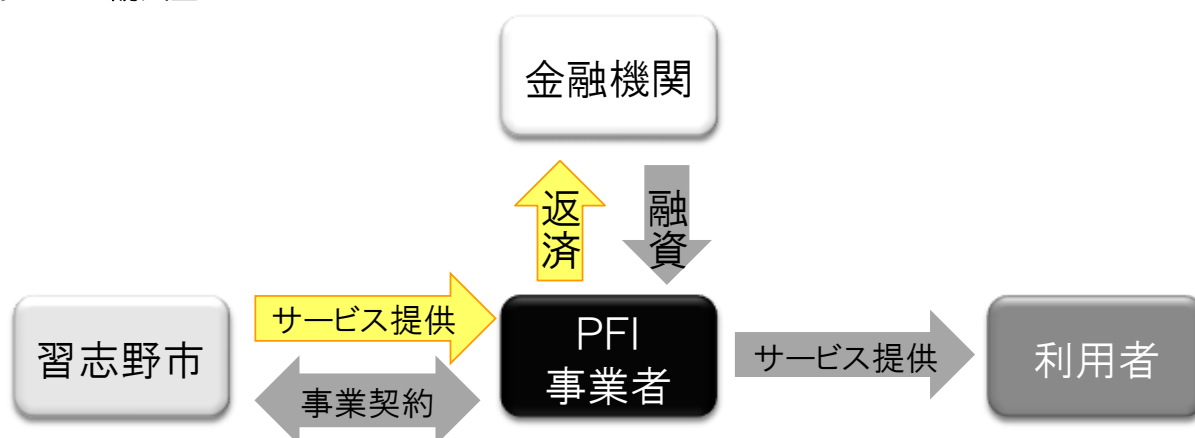 金融機関
返済
融資
習志野市
サービス提供
事業契約
PFI
事業者
サービス提供
利用者